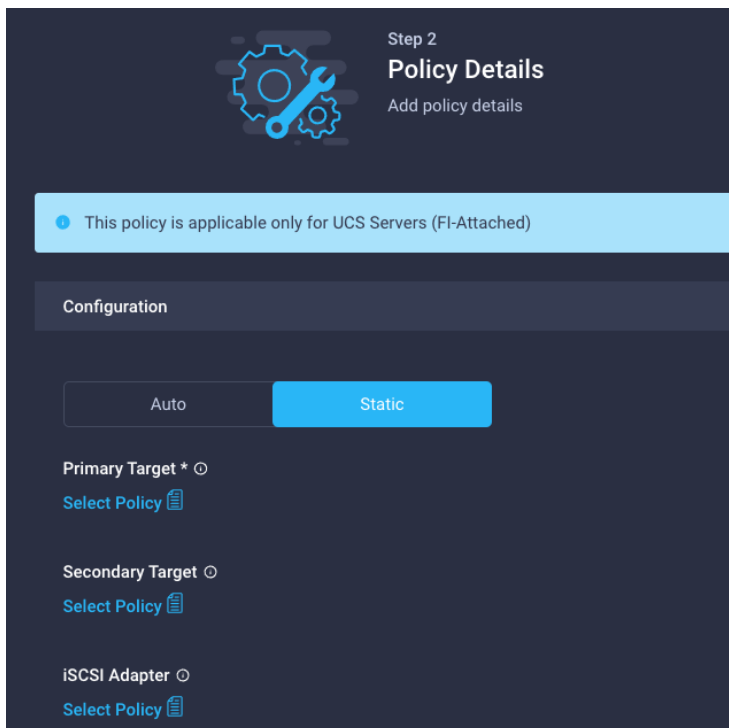 Step 2
Policy Details
Add policy details
This policy is applicable only for UCS Servers (FI-Attached)
Configuration
Auto
Static
Primary Target *
Select Policy
Secondary Target
Select Policy
iSCSI Adapter
Select Policy